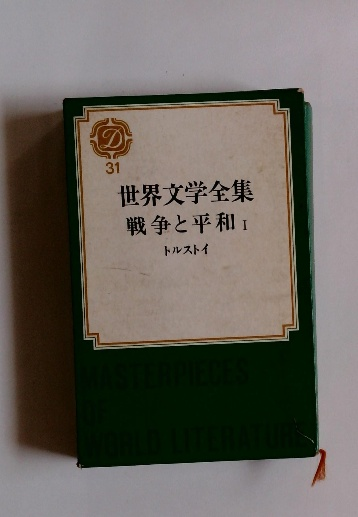 D
31
世界文学全集
戦争と平和 I
トルストイ
MASTERPIECES
OF
WORLD LITERATURE